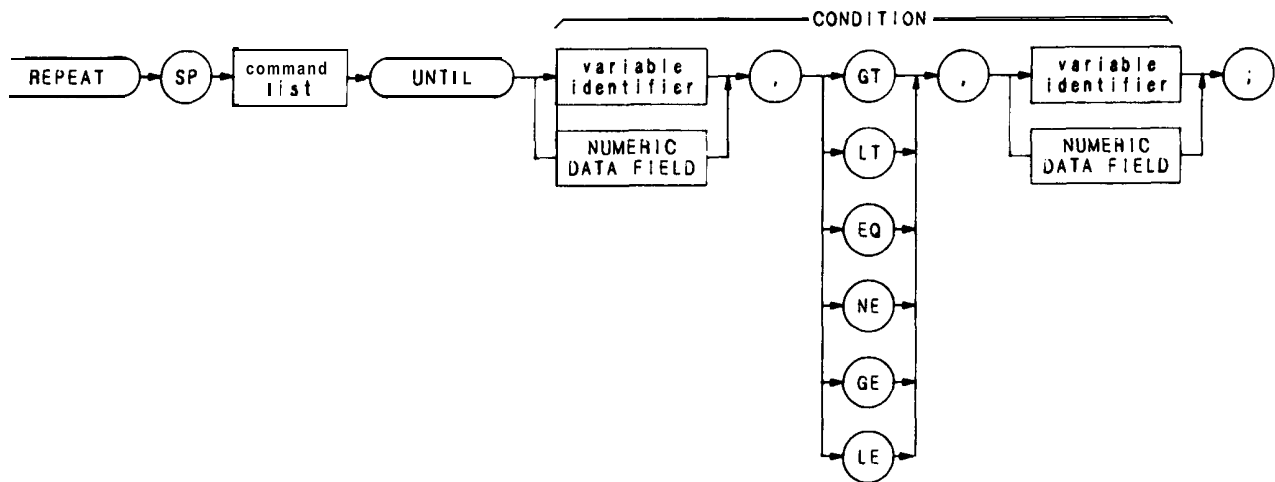 CONDITION
REPEAT
SP
command
list
UNTIL
variable
identifier
NUMERIC
DATA FIELD
,
GT
LT
EQ
NE
GE
LE
,
variable
identifier
NUMERIC
DATA FIELD
;